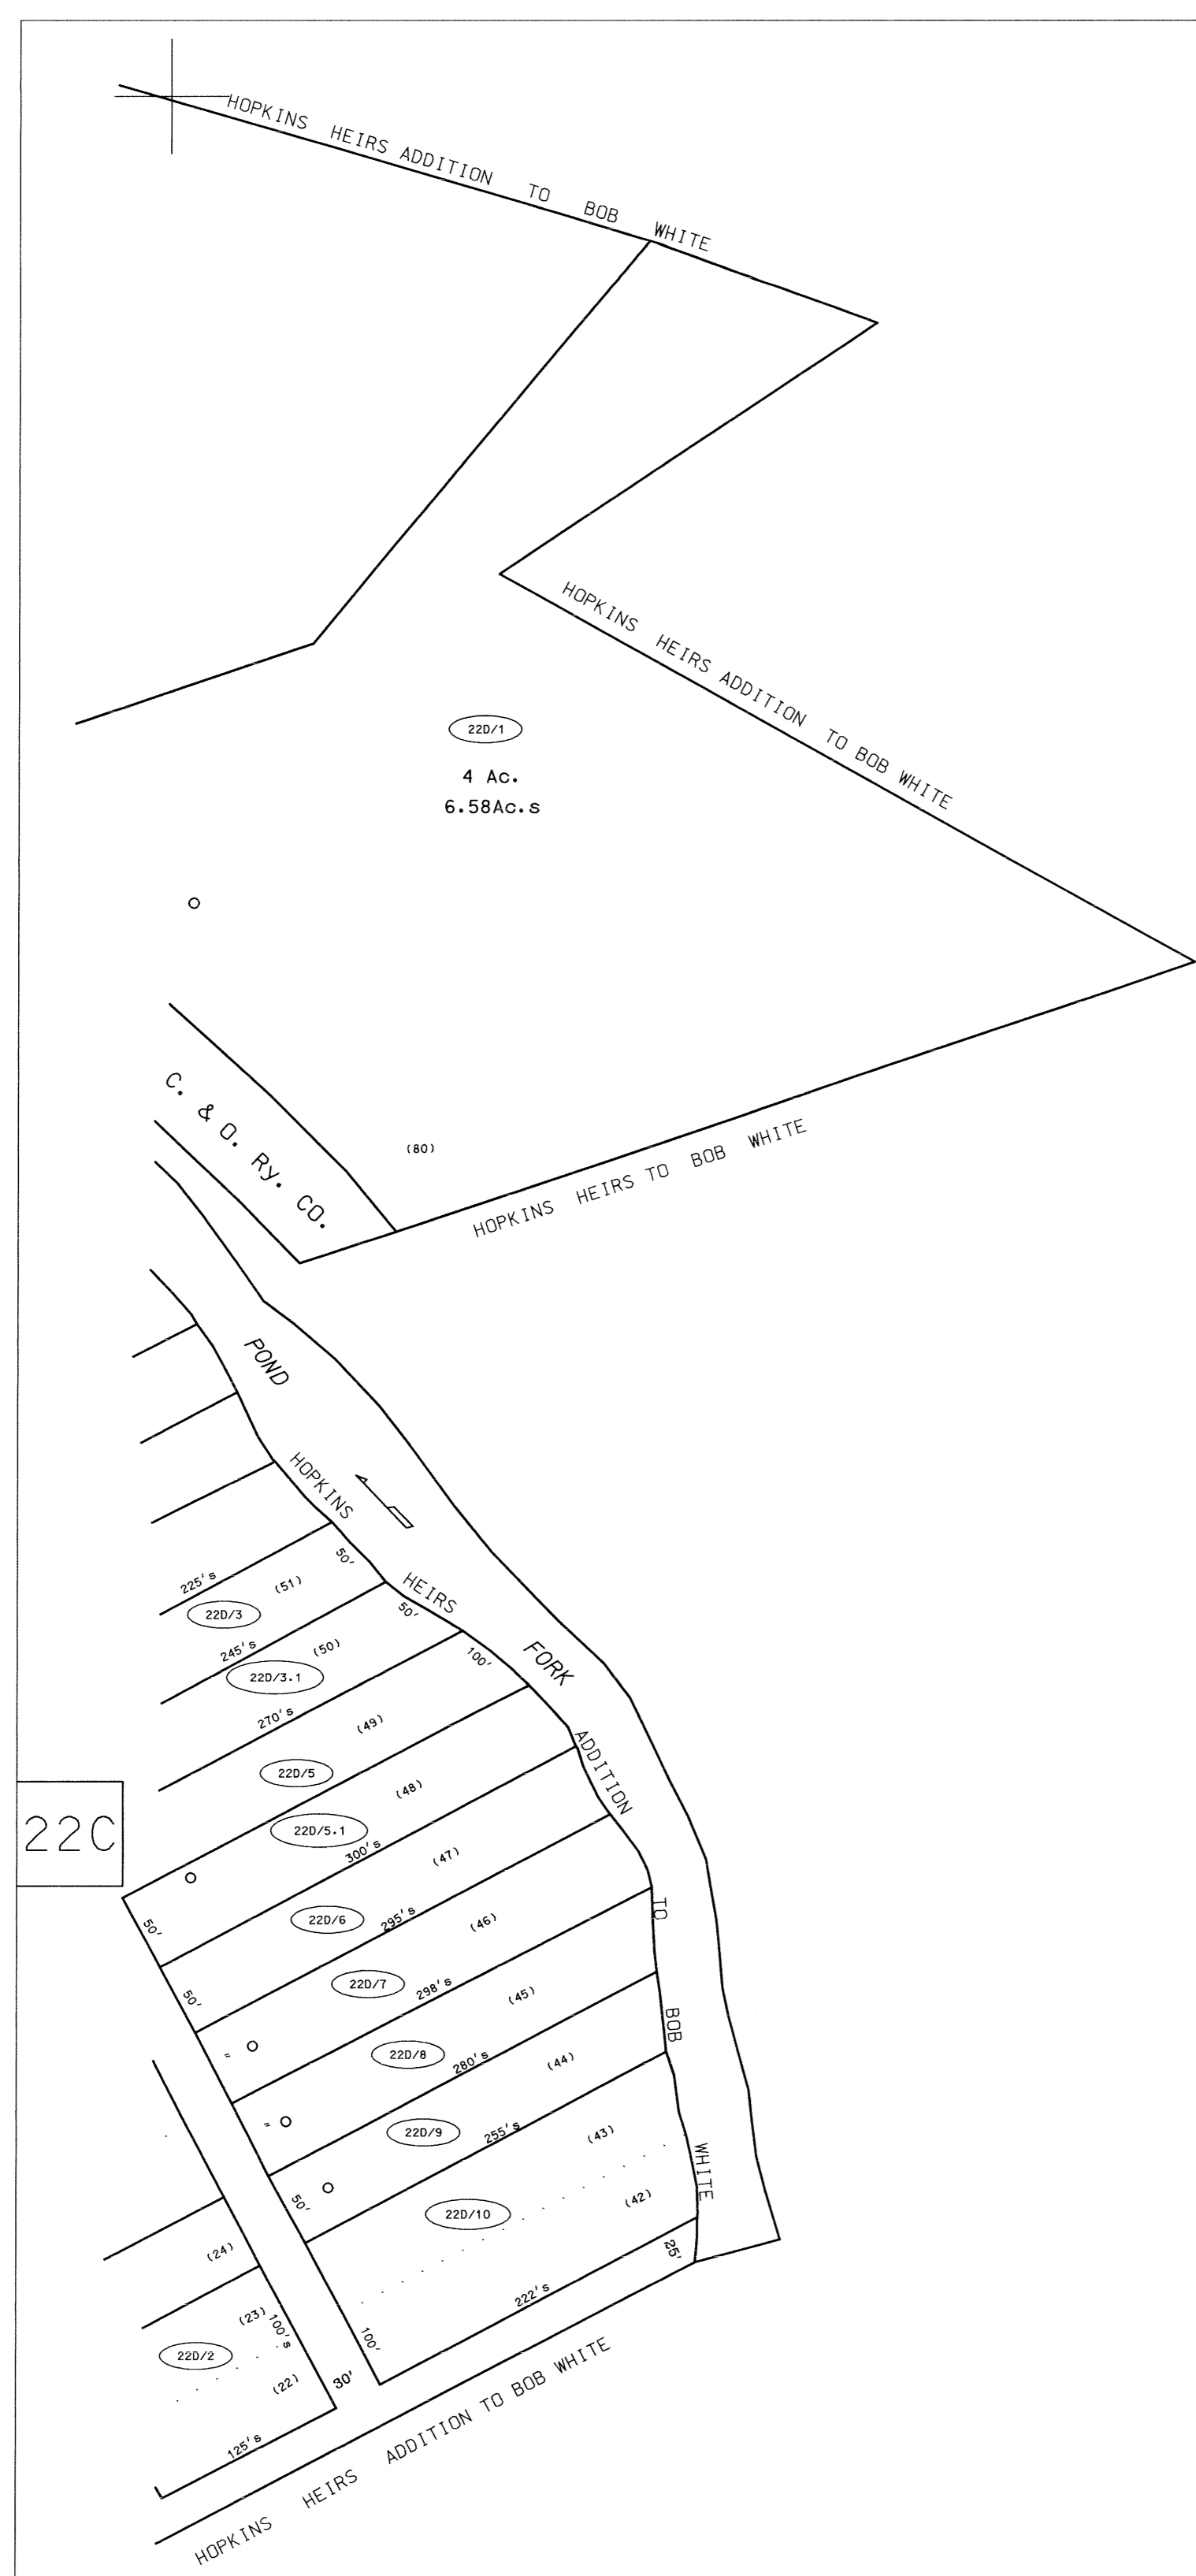 HOPKINS HEIRS ADDITION TO BOB WHITE
HOPKINS HEIRS ADDITION TO BOB WHITE
22D/1
4 Ac.
6.58Ac.s
C. & O. Ry. CO.
(80)
HOPKINS HEIRS TO BOB WHITE
POND FORK
HOPKINS HEIRS ADDITION TO BOB WHITE
225's
50'
(51)
22D/3
245's
50'
(50)
22D/3.1
270's
100'
(49)
22D/5
(48)
22D/5.1
300's
22C
50'
(47)
22D/6
295's
50'
(46)
22D/7
298's
(45)
"
22D/8
280's
(44)
"
22D/9
255's
50'
(43)
22D/10
(42)
25'
222's
100'
(24)
(23)
100's
22D/2
(22)
30'
125's
HOPKINS HEIRS ADDITION TO BOB WHITE